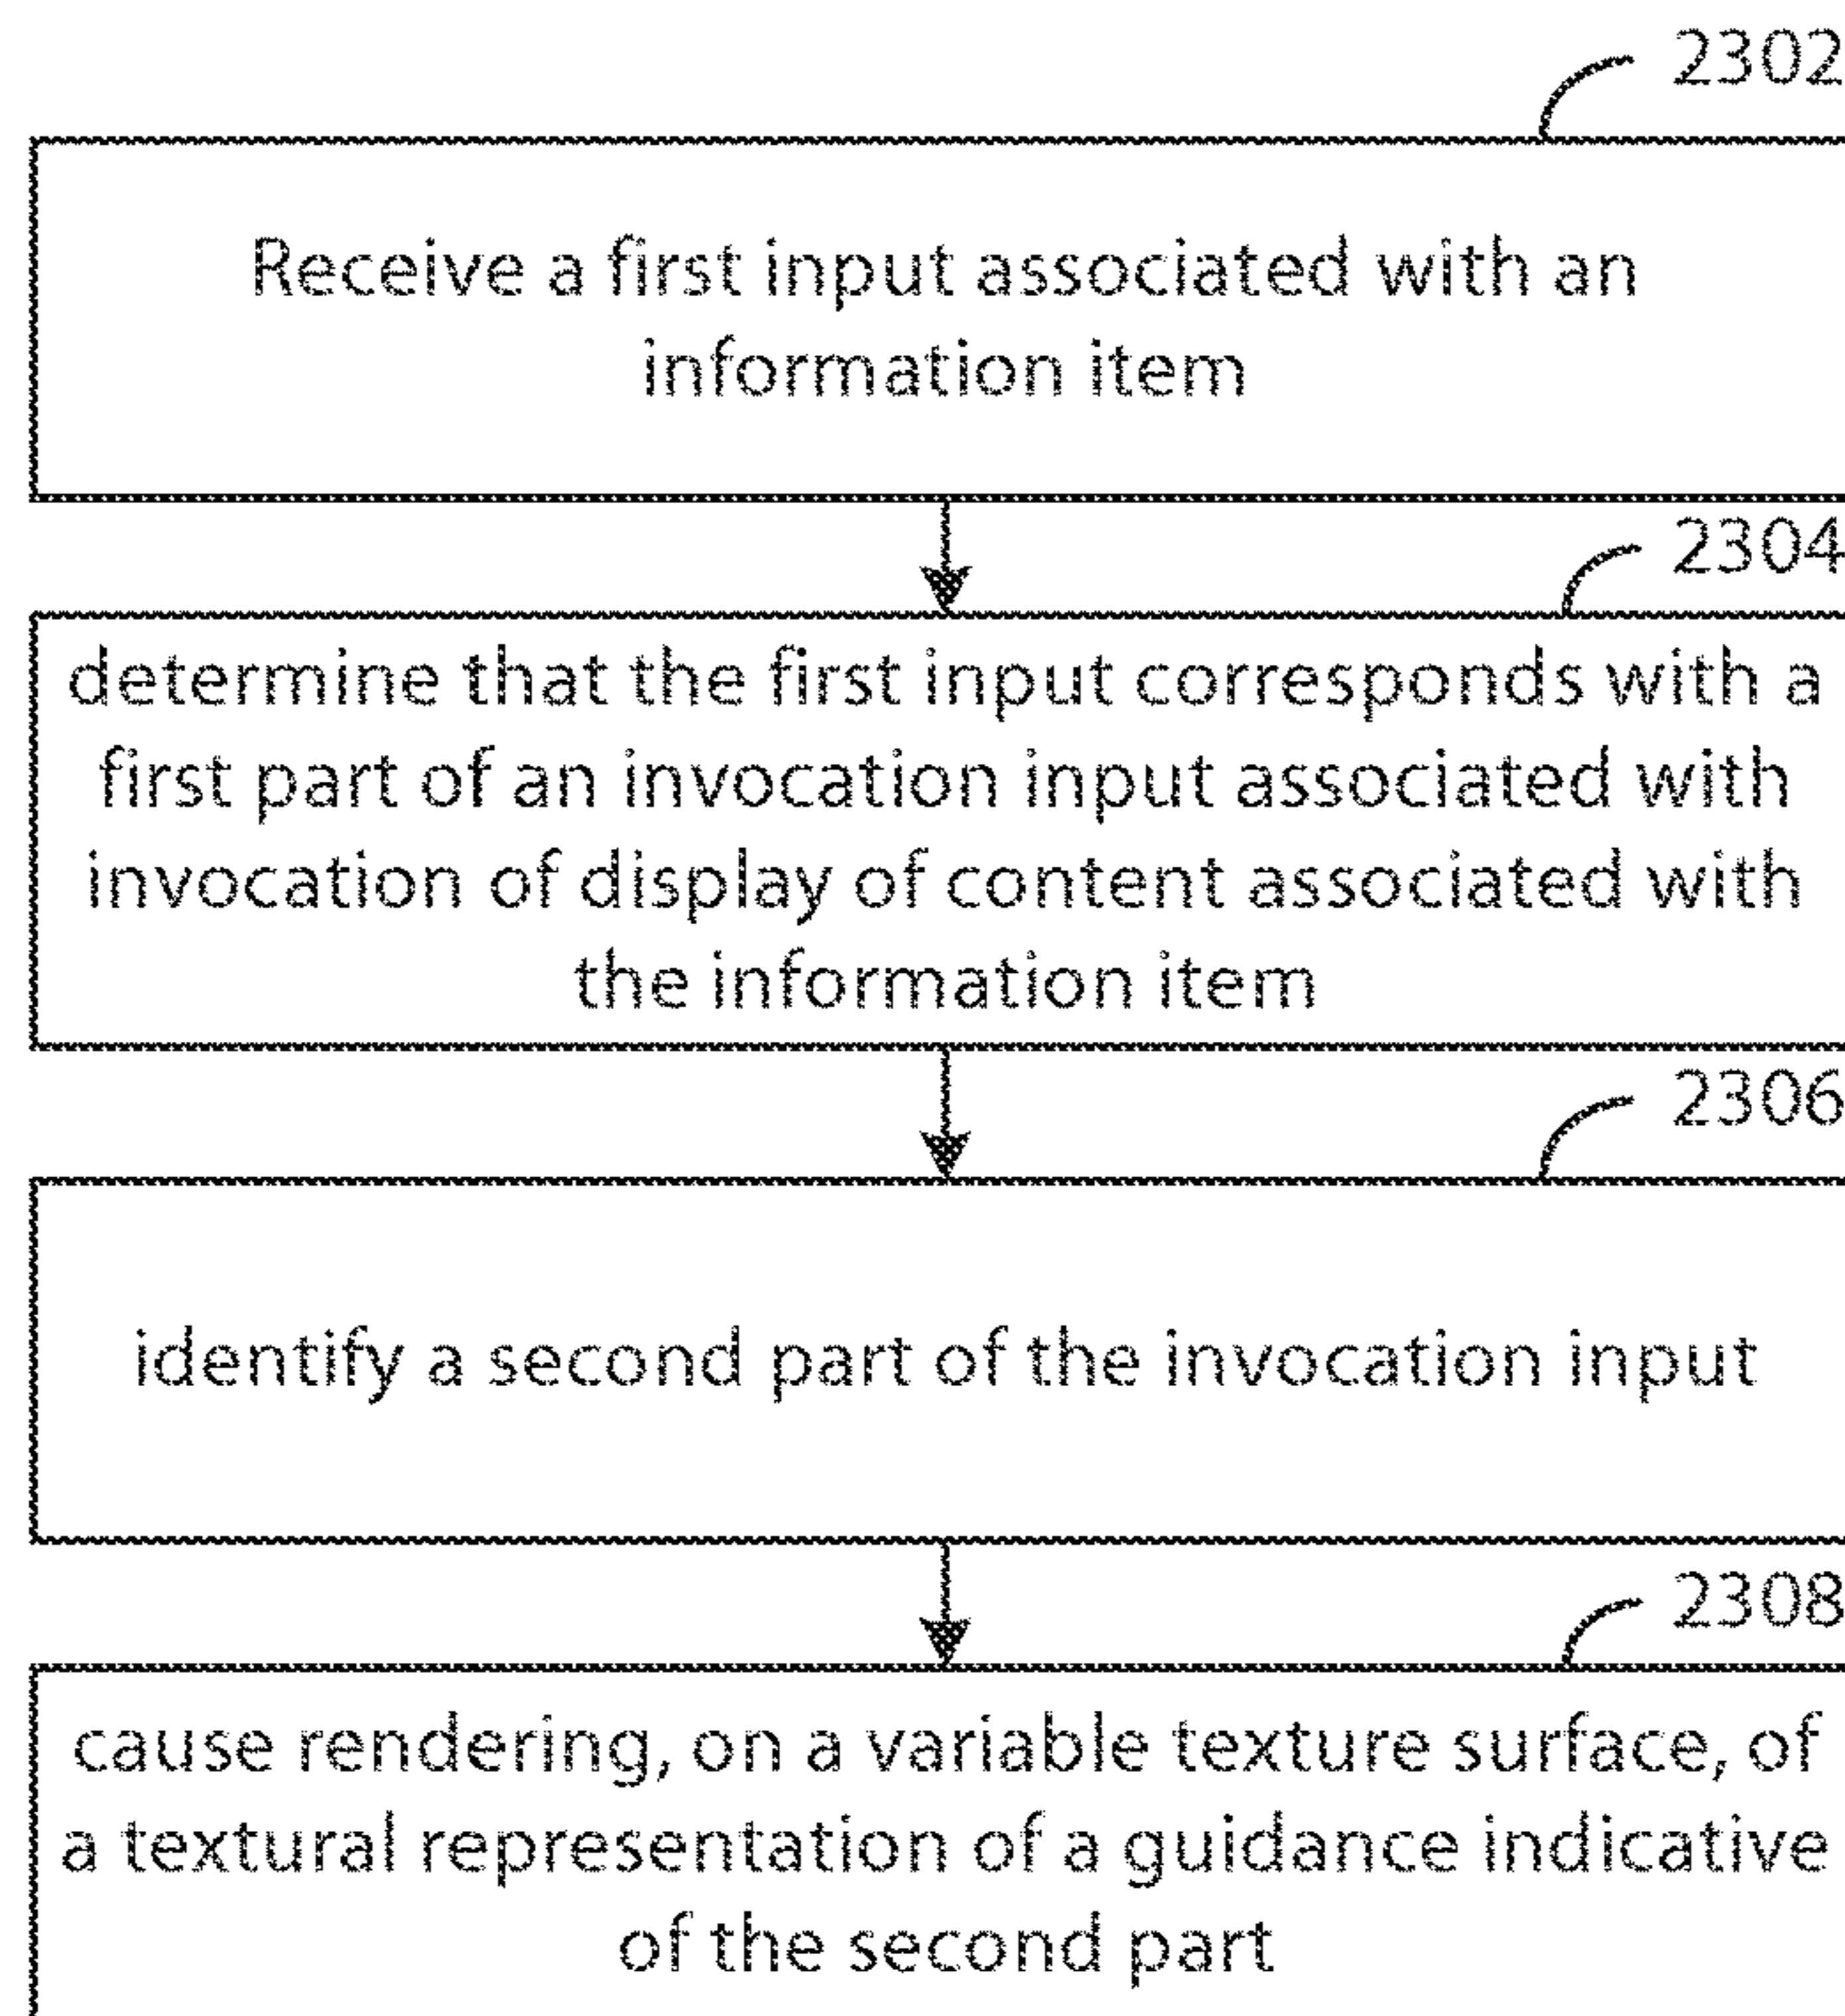 2302
Receive a first input associated with an
information item
2304
determine that the first input corresponds with a
first part of an invocation input associated with
invocation of display of content associated with
the information item
2306
identify a second part of the invocation input
2308
cause rendering, on a variable texture surface, of
a textural representation of a guidance indicative
of the second part